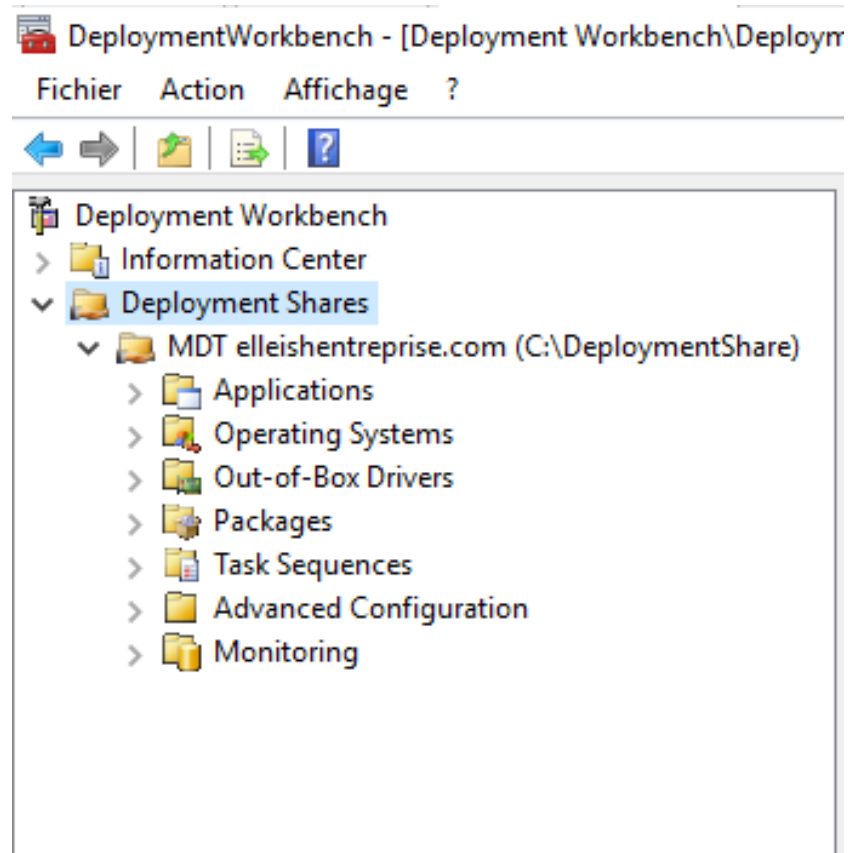 DeploymentWorkbench - [Deployment Workbench\Deploym
Fichier Action Affichage ?
Deployment Workbench
Information Center
Deployment Shares
MDT elleishentreprise.com (C:\DeploymentShare)
Applications
Operating Systems
Out-of-Box Drivers
Packages
Task Sequences
Advanced Configuration
Monitoring